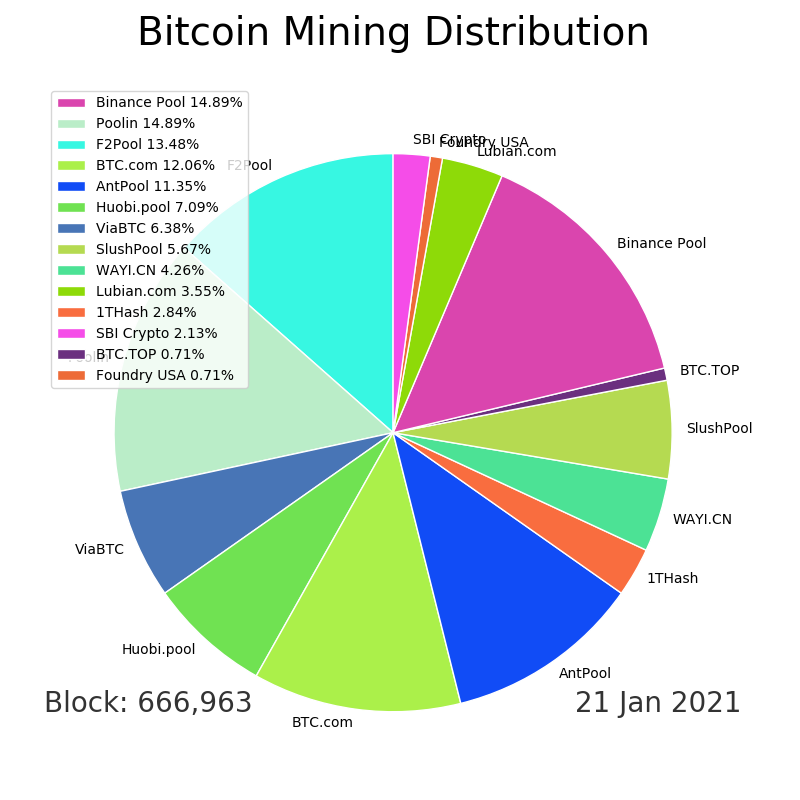 Bitcoin Mining Distribution
Binance Pool 14.89%
Poolin 14.89%
F2Pool 13.48%
BTC.com 12.06%
AntPool 11.35%
Huobi.pool 7.09%
ViaBTC 6.38%
SlushPool 5.67%
WAYI.CN 4.26%
Lubian.com 3.55%
1THash 2.84%
SBI Crypto 2.13%
BTC.TOP 0.71%
Foundry USA 0.71%
SBI Crypto
Foundry USA
Lubian.com
F2Pool
Binance Pool
Poolin
BTC.TOP
SlushPool
WAYI.CN
ViaBTC
1THash
Huobi.pool
AntPool
BTC.com
Block: 666,963
21 Jan 2021